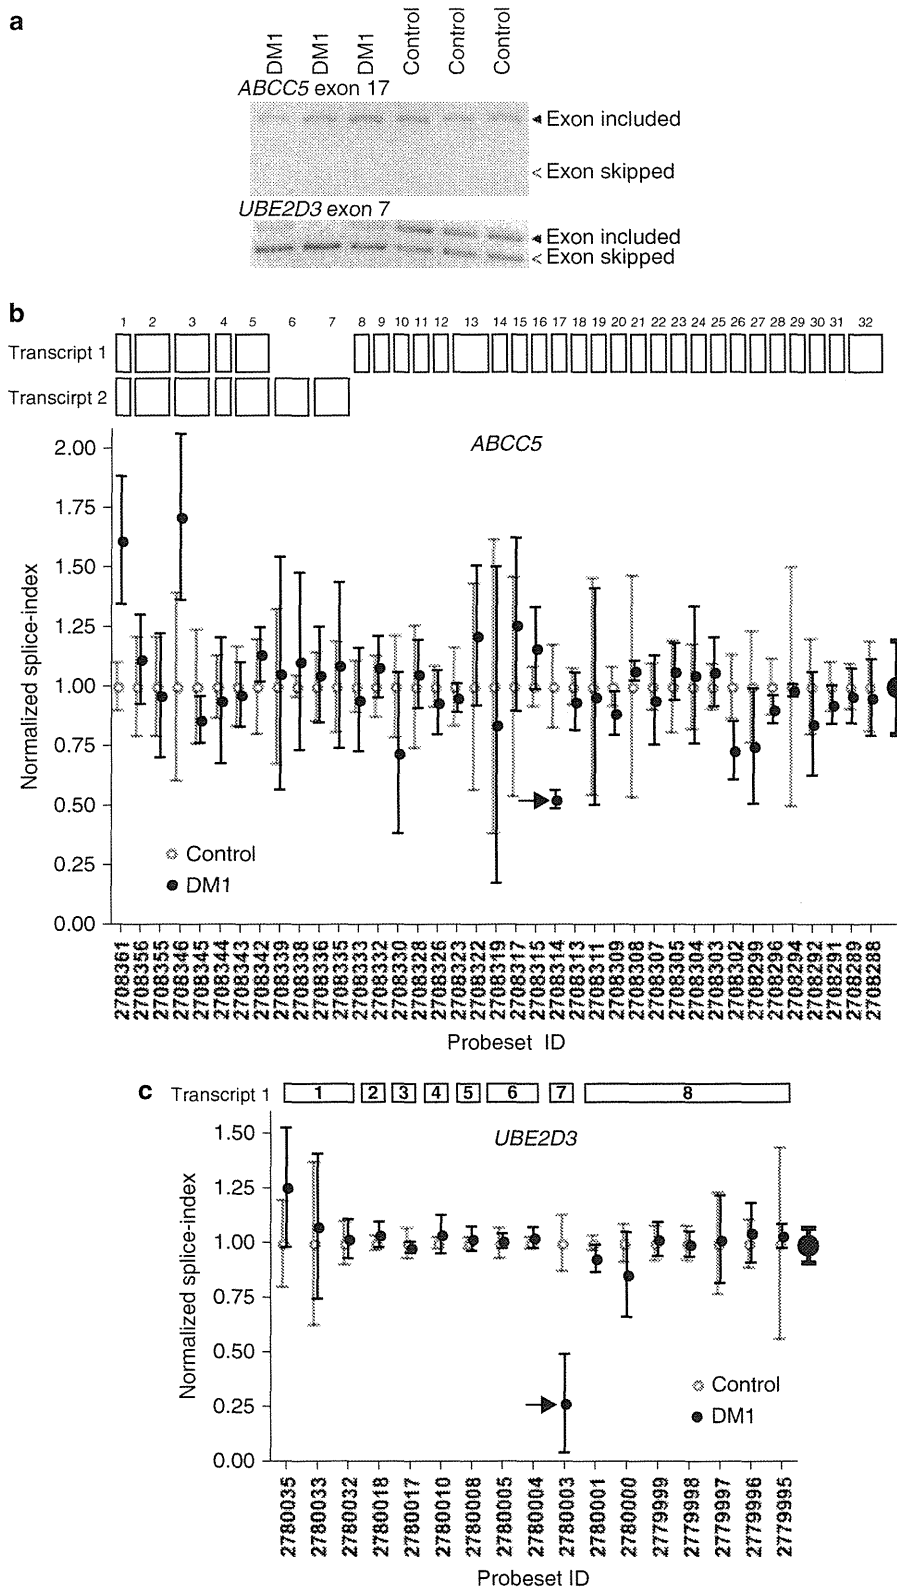 a
DM1 DM1 DM1 Control Control Control
ABCC5 exon 17
Exon included
Exon skipped
UBE2D3 exon 7
Exon included
Exon skipped
b
1 2 3 4 5 6 7 8 9 10 11 12 13 14 15 16 17 18 19 20 21 22 23 24 25 26 27 28 29 30 31 32
Transcript 1
Transcirpt 2
ABCC5
Normalized splice-index
2.00
1.75
1.50
1.25
1.00
0.75
0.50
0.25
0.00
Control
DM1
2708361 2708356 2708355 2708346 2708345 2708344 2708343 2708342 2708339 2708338 2708336 2708335 2708333 2708332 2708330 2708328 2708326 2708323 2708322 2708319 2708317 2708315 2708314 2708313 2708311 2708309 2708308 2708307 2708305 2708304 2708303 2708302 2708299 2708296 2708294 2708292 2708291 2708289 2708288
Probeset ID
c
Transcript 1 1 2 3 4 5 6 7 8
UBE2D3
Normalized splice-index
1.50
1.25
1.00
0.75
0.50
0.25
0.00
Control
DM1
2780035 2780033 2780032 2780018 2780017 2780010 2780008 2780005 2780004 2780003 2780001 2780000 2779999 2779998 2779997 2779996 2779995
Probeset ID